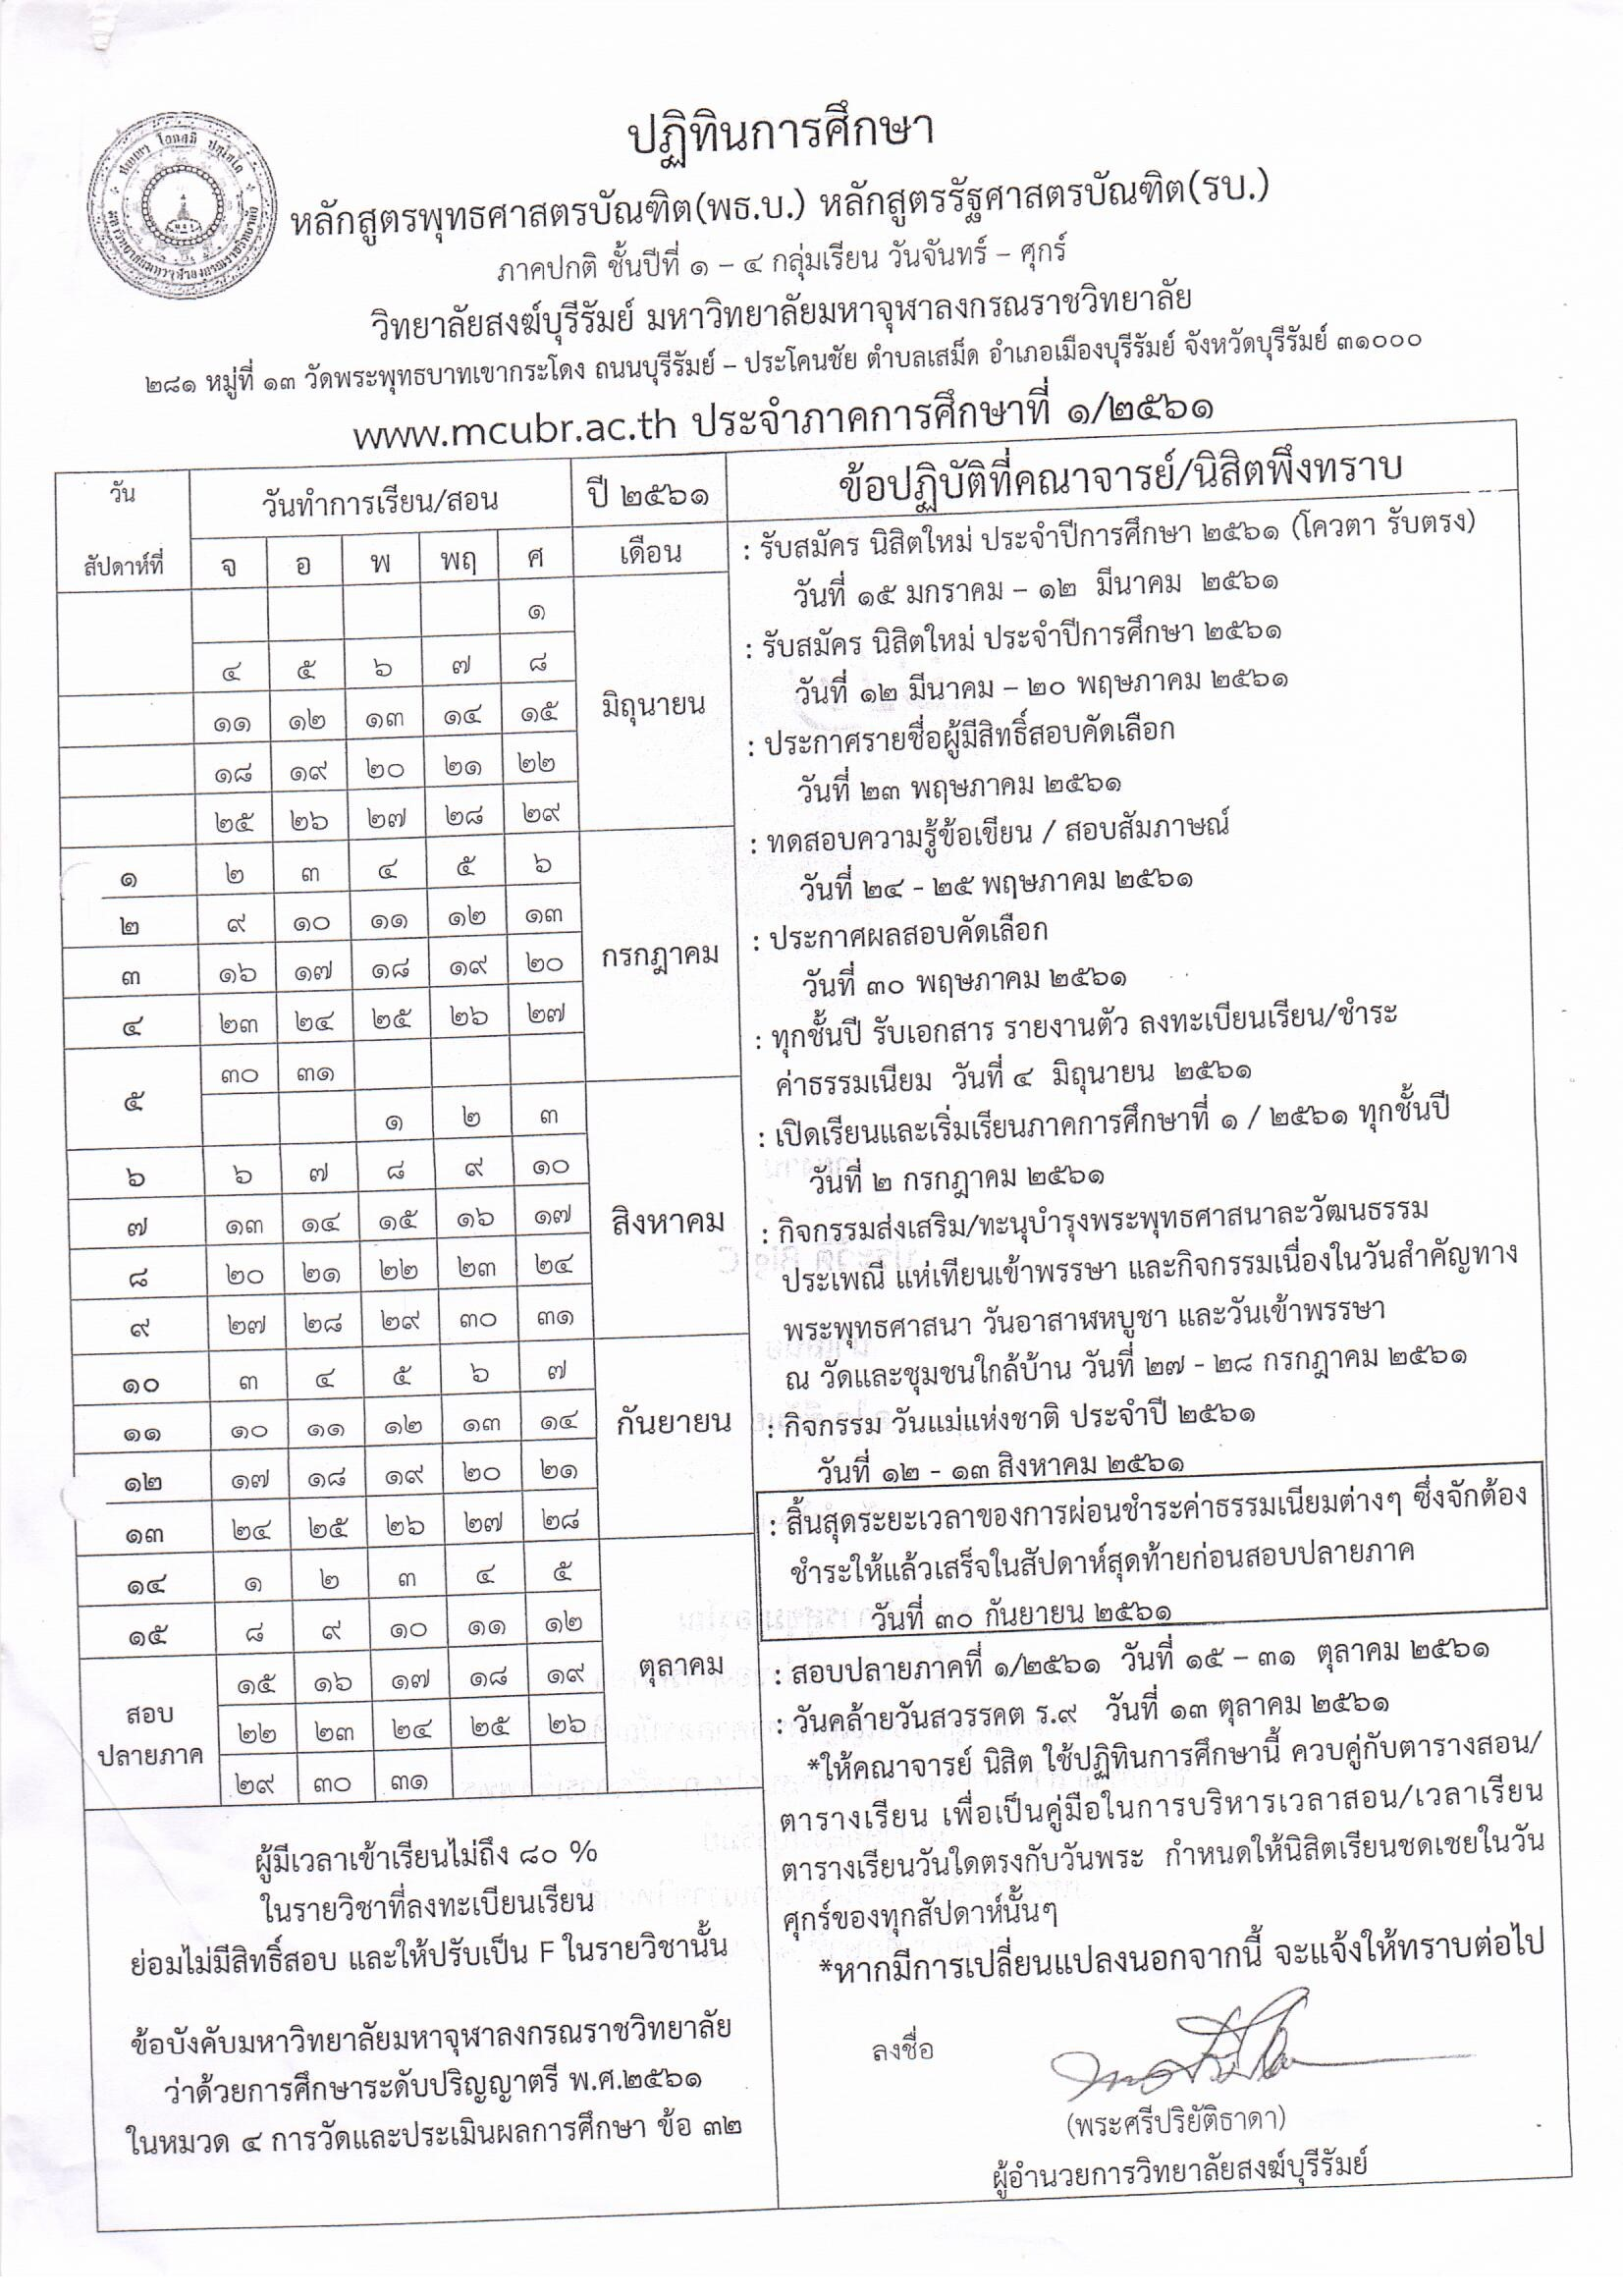 ปฏิทินการศึกษา
หลักสูตรพุทธศาสตรบัณฑิต(พธ.บ.) หลักสูตรรัฐศาสตรบัณฑิต(รบ.)
ภาคปกติ ชั้นปีที่ ๑ – ๔ กลุ่มเรียน วันจันทร์ – ศุกร์
วิทยาลัยสงฆ์บุรีรัมย์ มหาวิทยาลัยมหาจุฬาลงกรณราชวิทยาลัย
๒๘๑ หมู่ที่ ๑๓ วัดพระพุทธบาทเขากระโดง ถนนบุรีรัมย์ – ประโคนชัย ตำบลเสม็ด อำเภอเมืองบุรีรัมย์ จังหวัดบุรีรัมย์ ๓๑๐๐๐
www.mcubr.ac.th ประจำภาคการศึกษาที่ ๑/๒๕๖๑
วัน วันทำการเรียน/สอน ปี ๒๕๖๑
สัปดาห์ที่ จ อ พ พฤ ศ เดือน
๑
๔ ๕ ๖ ๗ ๘
๑๑ ๑๒ ๑๓ ๑๔ ๑๕ มิถุนายน
๑๘ ๑๙ ๒๐ ๒๑ ๒๒
๒๕ ๒๖ ๒๗ ๒๘ ๒๙
๑ ๒ ๓ ๔ ๕ ๖
๒ ๙ ๑๐ ๑๑ ๑๒ ๑๓
๓ ๑๖ ๑๗ ๑๘ ๑๙ ๒๐ กรกฎาคม
๔ ๒๓ ๒๔ ๒๕ ๒๖ ๒๗
๕ ๓๐ ๓๑
๑ ๒ ๓
๖ ๖ ๗ ๘ ๙ ๑๐
๗ ๑๓ ๑๔ ๑๕ ๑๖ ๑๗ สิงหาคม
๘ ๒๐ ๒๑ ๒๒ ๒๓ ๒๔
๙ ๒๗ ๒๘ ๒๙ ๓๐ ๓๑
๑๐ ๓ ๔ ๕ ๖ ๗
๑๑ ๑๐ ๑๑ ๑๒ ๑๓ ๑๔ กันยายน
๑๒ ๑๗ ๑๘ ๑๙ ๒๐ ๒๑
๑๓ ๒๔ ๒๕ ๒๖ ๒๗ ๒๘
๑๔ ๑ ๒ ๓ ๔ ๕
๑๕ ๘ ๙ ๑๐ ๑๑ ๑๒
๑๕ ๑๖ ๑๗ ๑๘ ๑๙ ตุลาคม
สอบ
๒๒ ๒๓ ๒๔ ๒๕ ๒๖
ปลายภาค
๒๙ ๓๐ ๓๑
ผู้มีเวลาเข้าเรียนไม่ถึง ๘๐ %
ในรายวิชาที่ลงทะเบียนเรียน
ย่อมไม่มีสิทธิ์สอบ และให้ปรับเป็น F ในรายวิชานั้น
ข้อบังคับมหาวิทยาลัยมหาจุฬาลงกรณราชวิทยาลัย
ว่าด้วยการศึกษาระดับปริญญาตรี พ.ศ.๒๕๖๑
ในหมวด ๔ การวัดและประเมินผลการศึกษา ข้อ ๓๒
ข้อปฏิบัติที่คณาจารย์/นิสิตพึงทราบ
: รับสมัคร นิสิตใหม่ ประจำปีการศึกษา ๒๕๖๑ (โควตา รับตรง)
วันที่ ๑๕ มกราคม – ๑๒ มีนาคม ๒๕๖๑
: รับสมัคร นิสิตใหม่ ประจำปีการศึกษา ๒๕๖๑
วันที่ ๑๒ มีนาคม – ๒๐ พฤษภาคม ๒๕๖๑
: ประกาศรายชื่อผู้มีสิทธิ์สอบคัดเลือก
วันที่ ๒๓ พฤษภาคม ๒๕๖๑
: ทดสอบความรู้ข้อเขียน / สอบสัมภาษณ์
วันที่ ๒๔ - ๒๕ พฤษภาคม ๒๕๖๑
: ประกาศผลสอบคัดเลือก
วันที่ ๓๐ พฤษภาคม ๒๕๖๑
: ทุกชั้นปี รับเอกสาร รายงานตัว ลงทะเบียนเรียน/ชำระ
ค่าธรรมเนียม วันที่ ๔ มิถุนายน ๒๕๖๑
: เปิดเรียนและเริ่มเรียนภาคการศึกษาที่ ๑ / ๒๕๖๑ ทุกชั้นปี
วันที่ ๒ กรกฎาคม ๒๕๖๑
: กิจกรรมส่งเสริม/ทะนุบำรุงพระพุทธศาสนาละวัฒนธรรม
ประเพณี แห่เทียนเข้าพรรษา และกิจกรรมเนื่องในวันสำคัญทาง
พระพุทธศาสนา วันอาสาฬหบูชา และวันเข้าพรรษา
ณ วัดและชุมชนใกล้บ้าน วันที่ ๒๗ - ๒๘ กรกฎาคม ๒๕๖๑
: กิจกรรม วันแม่แห่งชาติ ประจำปี ๒๕๖๑
วันที่ ๑๒ - ๑๓ สิงหาคม ๒๕๖๑
: สิ้นสุดระยะเวลาของการผ่อนชำระค่าธรรมเนียมต่างๆ ซึ่งจักต้อง
ชำระให้แล้วเสร็จในสัปดาห์สุดท้ายก่อนสอบปลายภาค
วันที่ ๓๐ กันยายน ๒๕๖๑
: สอบปลายภาคที่ ๑/๒๕๖๑ วันที่ ๑๕ – ๓๑ ตุลาคม ๒๕๖๑
: วันคล้ายวันสวรรคต ร.๙ วันที่ ๑๓ ตุลาคม ๒๕๖๑
*ให้คณาจารย์ นิสิต ใช้ปฏิทินการศึกษานี้ ควบคู่กับตารางสอน/
ตารางเรียน เพื่อเป็นคู่มือในการบริหารเวลาสอน/เวลาเรียน
ตารางเรียนวันใดตรงกับวันพระ กำหนดให้นิสิตเรียนชดเชยในวัน
ศุกร์ของทุกสัปดาห์นั้นๆ
*หากมีการเปลี่ยนแปลงนอกจากนี้ จะแจ้งให้ทราบต่อไป
ลงชื่อ
(พระศรีปริยัติธาดา)
ผู้อำนวยการวิทยาลัยสงฆ์บุรีรัมย์